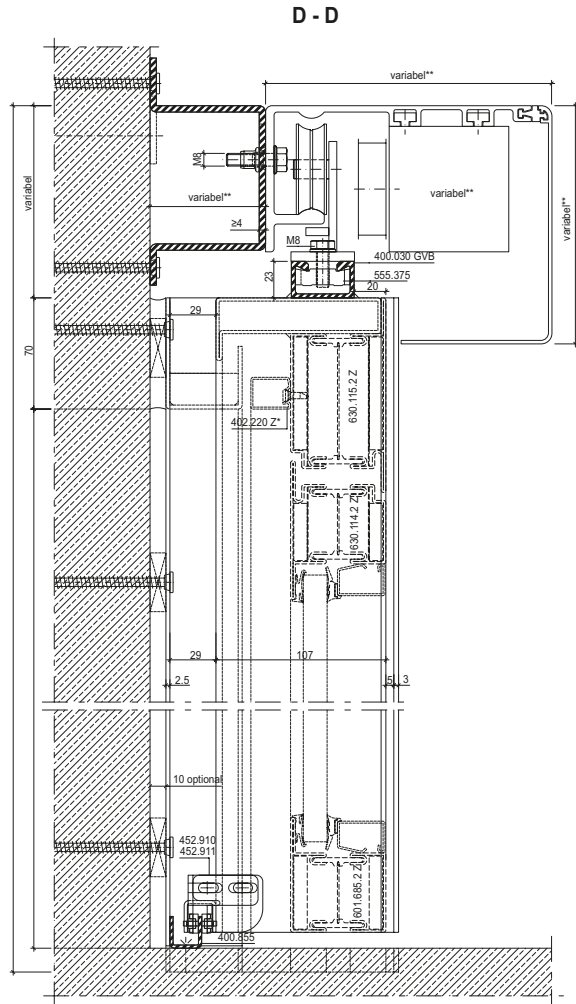 D - D
variabel**
M8
variabel**
variabel**
variabel**
variabel
≥4
M8
400.030 GVB
23
555.375
20
29
70
630.115.2 Z
402.220 Z*
630.114.2 Z
29
107
2.5
5
3
10 optional
452.910
452.911
601.685.2 Z
400.855